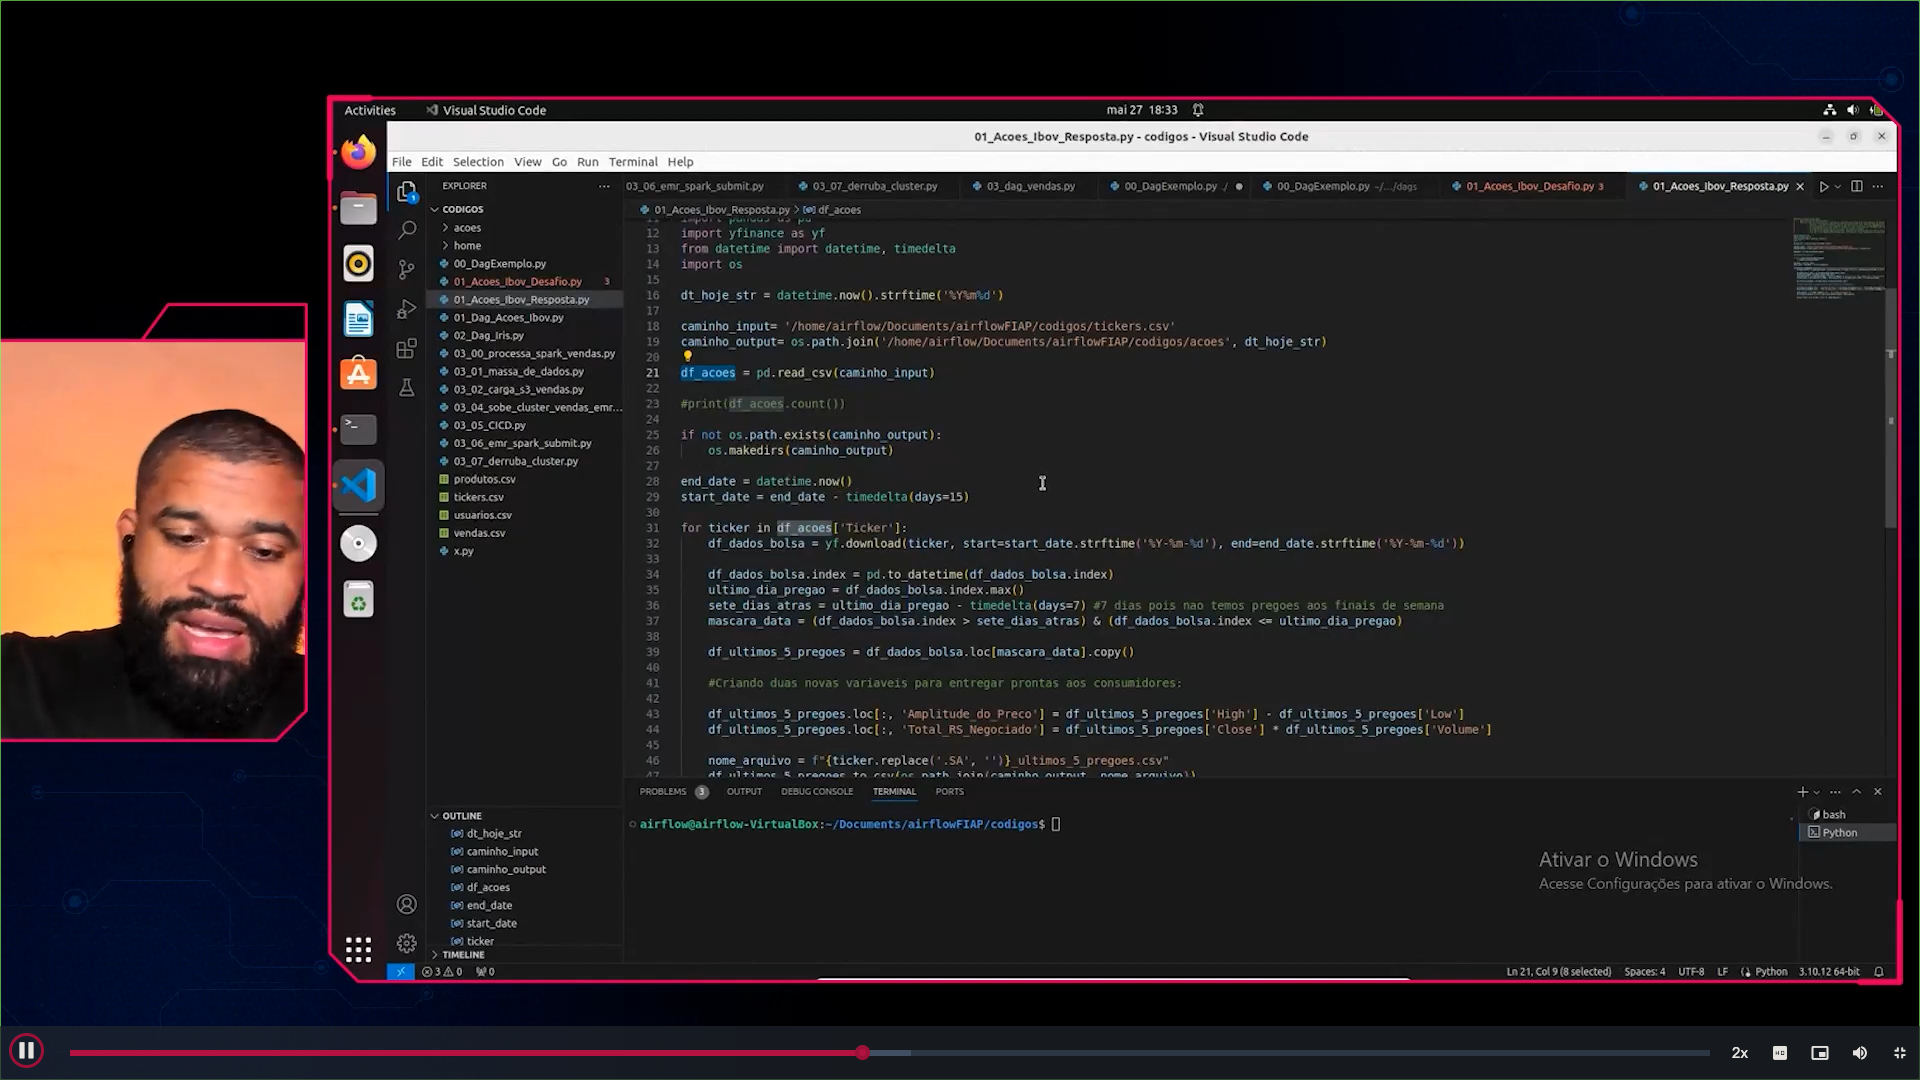 Activities
Visual Studio Code
mai 27 18:33
01_Acoes_Ibov_Resposta.py - codigos - Visual Studio Code
File Edit Selection View Go Run Terminal Help
EXPLORER
CODIGOS
acoes
home
00_DagExemplo.py
01_Acoes_Ibov_Desafio.py 3
01_Acoes_Ibov_Resposta.py
01_Dag_Acoes_Ibov.py
02_Dag_Iris.py
03_00_processa_spark_vendas.py
03_01_massa_de_dados.py
03_02_carga_s3_vendas.py
03_04_sobe_cluster_vendas_emr...
03_05_CICD.py
03_06_emr_spark_submit.py
03_07_derruba_cluster.py
produtos.csv
tickers.csv
usuarios.csv
vendas.csv
x.py
OUTLINE
dt_hoje_str
caminho_input
caminho_output
df_acoes
end_date
start_date
ticker
TIMELINE
03_06_emr_spark_submit.py 03_07_derruba_cluster.py 03_dag_vendas.py 00_DagExemplo.py ./ 00_DagExemplo.py ~/.../dags 01_Acoes_Ibov_Desafio.py 3 01_Acoes_Ibov_Resposta.py
01_Acoes_Ibov_Resposta.py > df_acoes
11 import pandas as pd
12 import yfinance as yf
13 from datetime import datetime, timedelta
14 import os
15
16 dt_hoje_str = datetime.now().strftime('%Y%m%d')
17
18 caminho_input= '/home/airflow/Documents/airflowFIAP/codigos/tickers.csv'
19 caminho_output= os.path.join('/home/airflow/Documents/airflowFIAP/codigos/acoes', dt_hoje_str)
20
21 df_acoes = pd.read_csv(caminho_input)
22
23 #print(df_acoes.count())
24
25 if not os.path.exists(caminho_output):
26 os.makedirs(caminho_output)
27
28 end_date = datetime.now()
29 start_date = end_date - timedelta(days=15)
30
31 for ticker in df_acoes['Ticker']:
32 df_dados_bolsa = yf.download(ticker, start=start_date.strftime('%Y-%m-%d'), end=end_date.strftime('%Y-%m-%d'))
33
34 df_dados_bolsa.index = pd.to_datetime(df_dados_bolsa.index)
35 ultimo_dia_pregao = df_dados_bolsa.index.max()
36 sete_dias_atras = ultimo_dia_pregao - timedelta(days=7) #7 dias pois nao temos pregoes aos finais de semana
37 mascara_data = (df_dados_bolsa.index > sete_dias_atras) & (df_dados_bolsa.index <= ultimo_dia_pregao)
38
39 df_ultimos_5_pregoes = df_dados_bolsa.loc[mascara_data].copy()
40
41 #Criando duas novas variaveis para entregar prontas aos consumidores:
42
43 df_ultimos_5_pregoes.loc[:, 'Amplitude_do_Preco'] = df_ultimos_5_pregoes['High'] - df_ultimos_5_pregoes['Low']
44 df_ultimos_5_pregoes.loc[:, 'Total_RS_Negociado'] = df_ultimos_5_pregoes['Close'] * df_ultimos_5_pregoes['Volume']
45
46 nome_arquivo = f"{ticker.replace('.SA', '')}_ultimos_5_pregoes.csv"
47 df_ultimos_5_pregoes.to_csv(os.path.join(caminho_output, nome_arquivo))
PROBLEMS 3 OUTPUT DEBUG CONSOLE TERMINAL PORTS
airflow@airflow-VirtualBox:~/Documents/airflowFIAP/codigos$
bash
Python
Ativar o Windows
Acesse Configurações para ativar o Windows.
3 0 0
Ln 21, Col 9 (8 selected) Spaces: 4 UTF-8 LF Python 3.10.12 64-bit
2x
HD